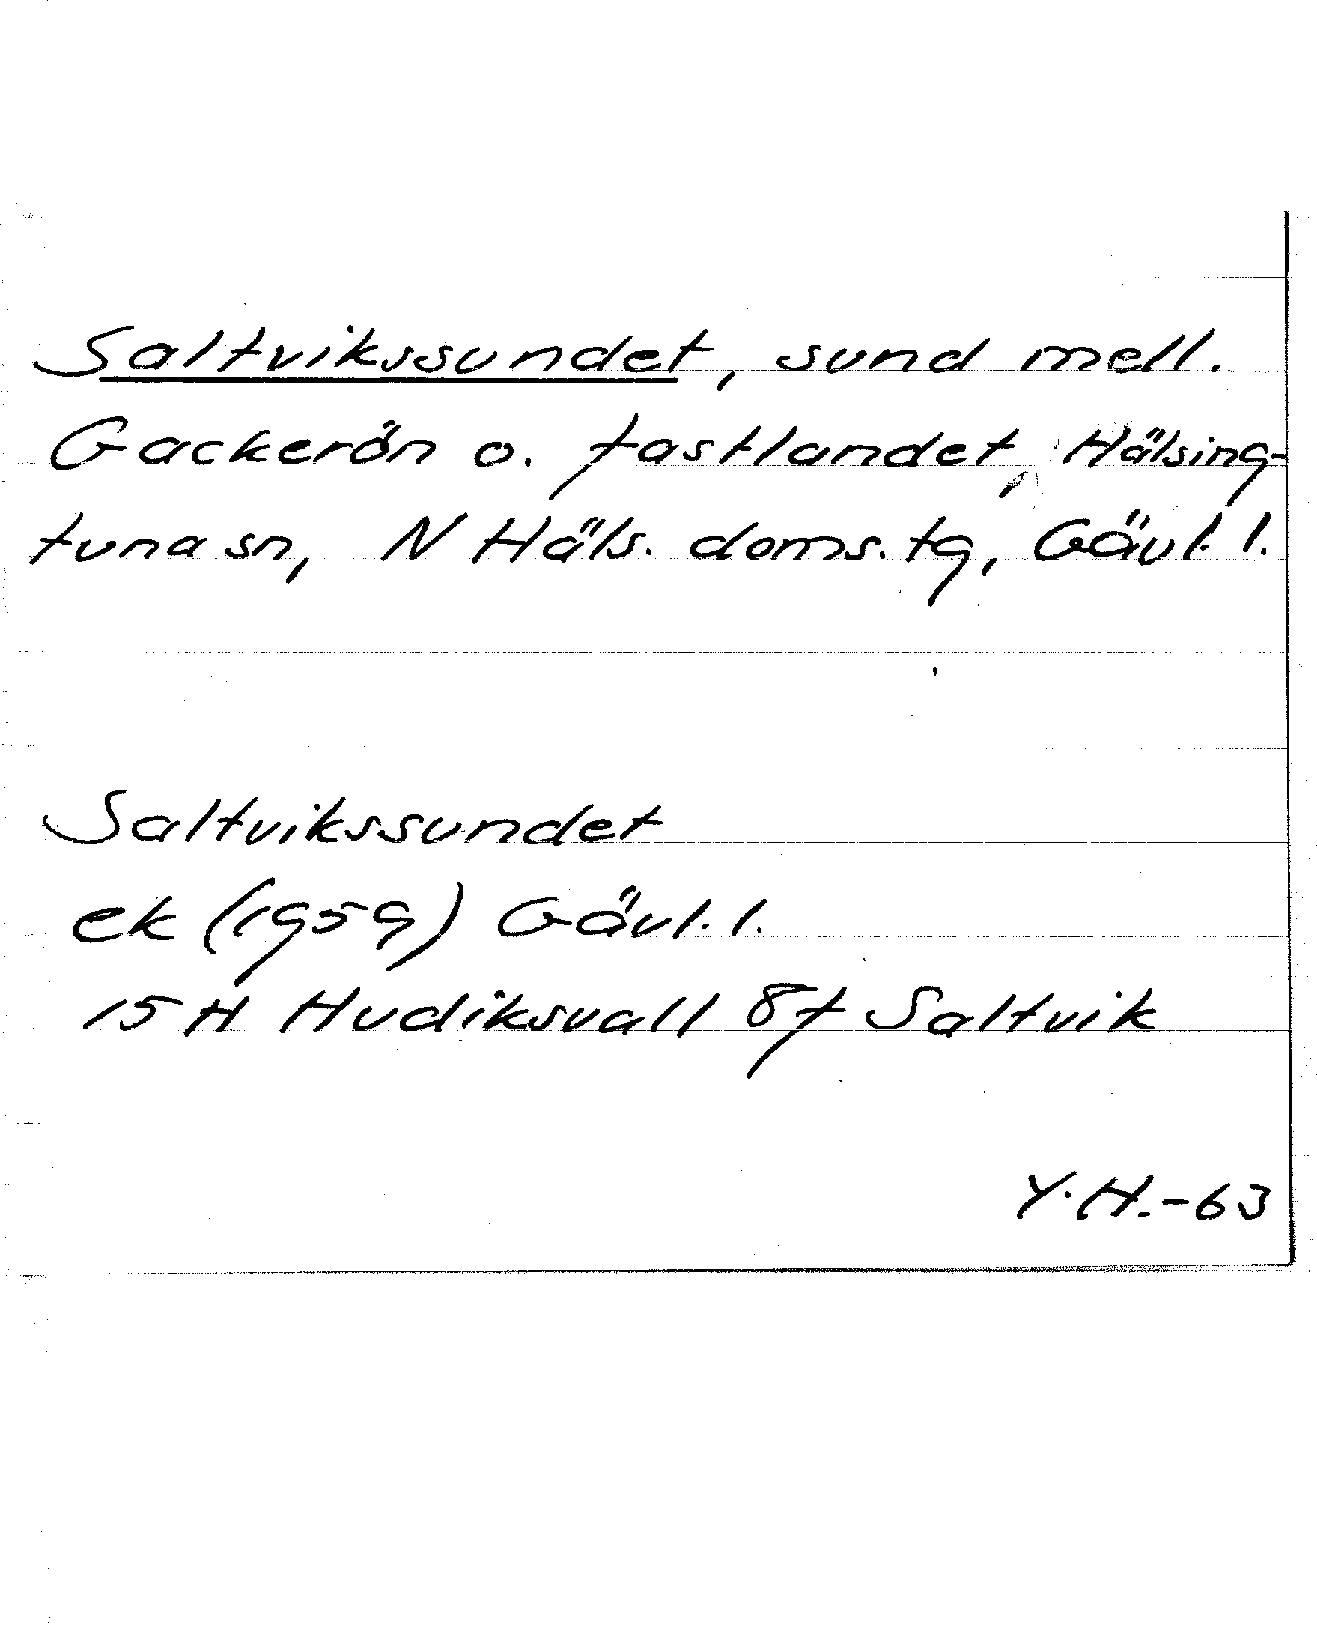 Saltvikssundet, sund mell.
Gackerön o. fastlandet, Hälsing-
tuna sn, N Häls. doms. tg, Gävl. l.
Saltvikssundet
ek (1959) Gävl. l.
15 H Hudiksvall 8f Saltvik
Y.H.-63